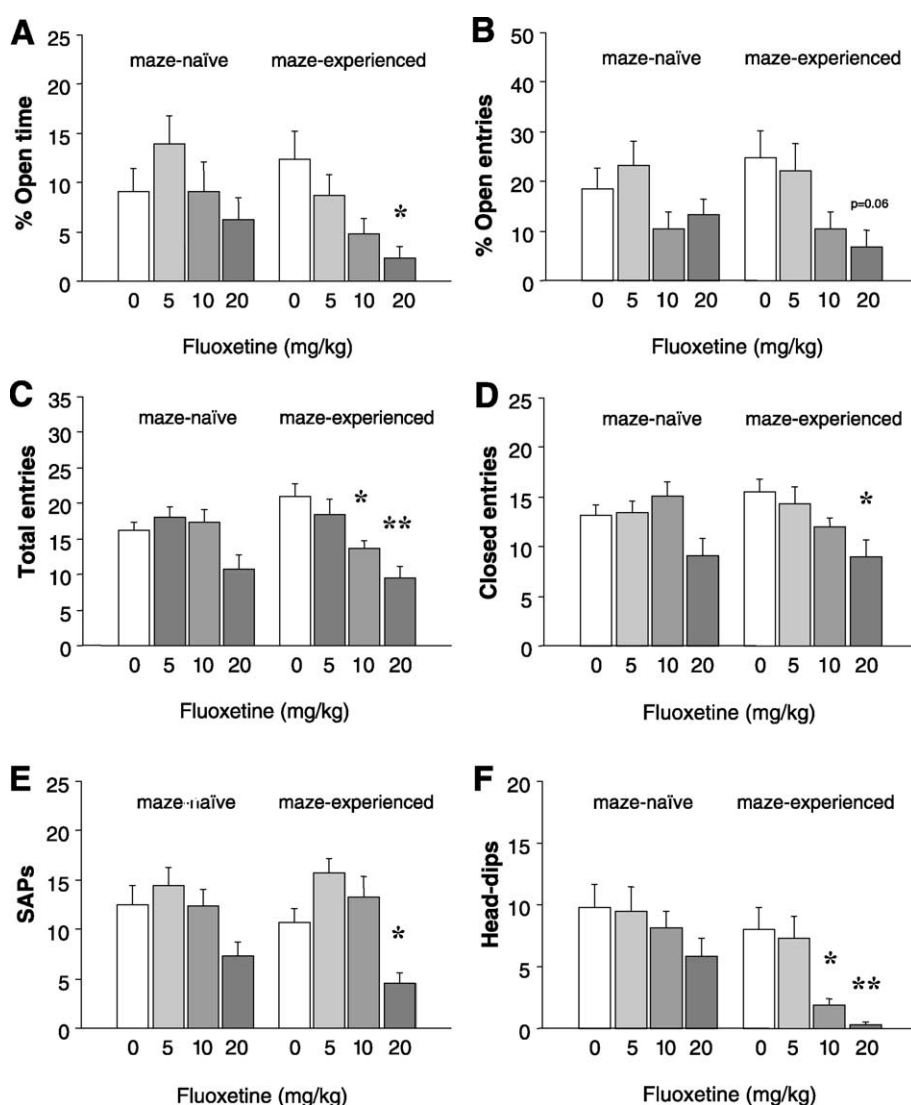 A
B
25
20
15
10
5
0
% Open time
maze-naïve
maze-experienced
*
0 5 10 20 0 5 10 20
Fluoxetine (mg/kg)
50
40
30
20
10
0
% Open entries
maze-naïve
maze-experienced
p=0.06
0 5 10 20 0 5 10 20
Fluoxetine (mg/kg)
C
D
35
30
25
20
15
10
5
0
Total entries
maze-naïve
maze-experienced
*
**
0 5 10 20 0 5 10 20
Fluoxetine (mg/kg)
25
20
15
10
5
0
Closed entries
maze-naïve
maze-experienced
*
0 5 10 20 0 5 10 20
Fluoxetine (mg/kg)
E
F
25
20
15
10
5
0
SAPs
maze-naïve
maze-experienced
*
0 5 10 20 0 5 10 20
Fluoxetine (mg/kg)
20
15
10
5
0
Head-dips
maze-naïve
maze-experienced
*
**
0 5 10 20 0 5 10 20
Fluoxetine (mg/kg)